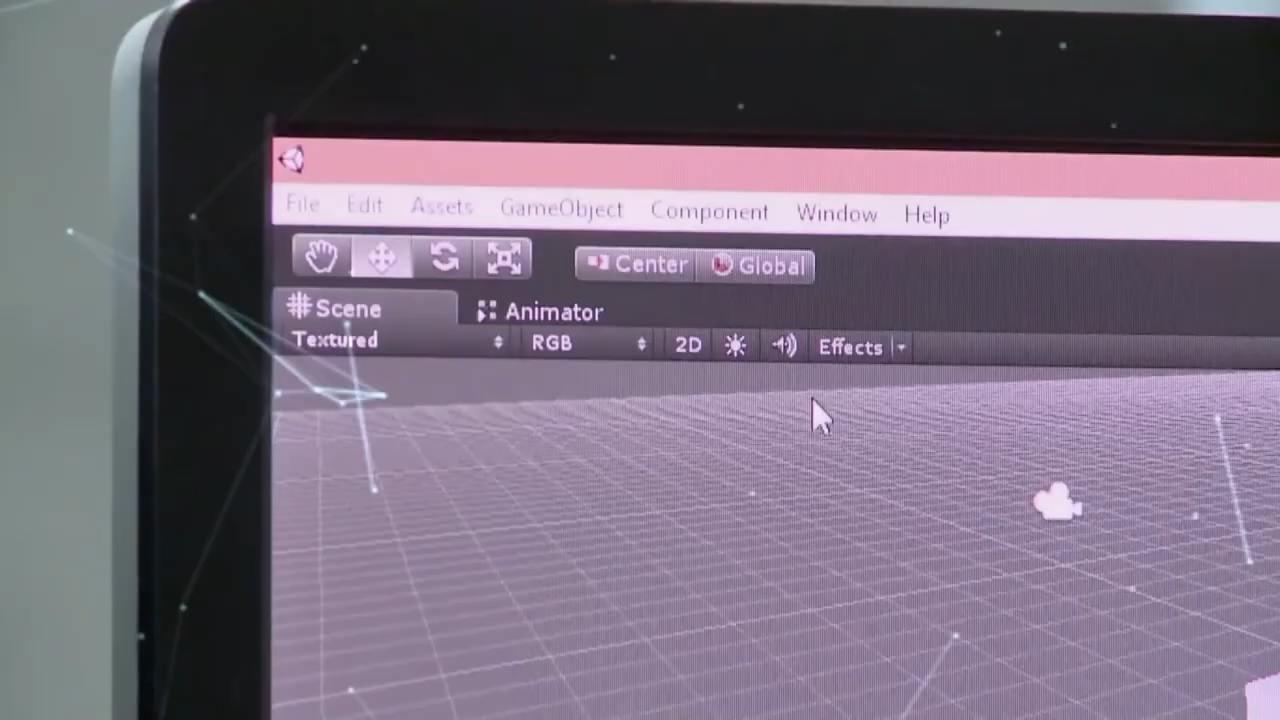 File Edit Assets GameObject Component Window Help
Center Global
Scene Animator
Textured RGB 2D Effects